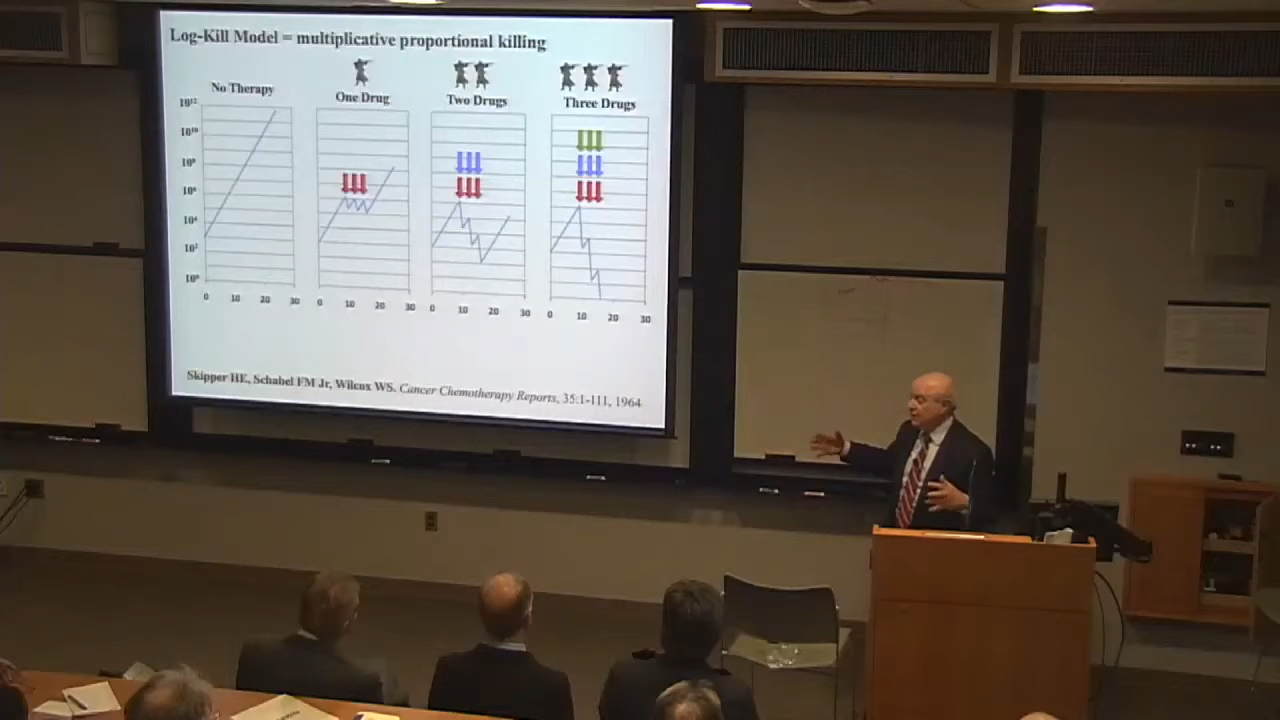 Log-Kill Model = multiplicative proportional killing
No Therapy
One Drug
Two Drugs
Three Drugs
10¹²
10¹⁰
10⁸
10⁶
10⁴
10²
10⁰
0 10 20 30
0 10 20 30
0 10 20 30
0 10 20 30
Skipper HE, Schabel FM Jr, Wilcox WS. Cancer Chemotherapy Reports, 35:1-111, 1964